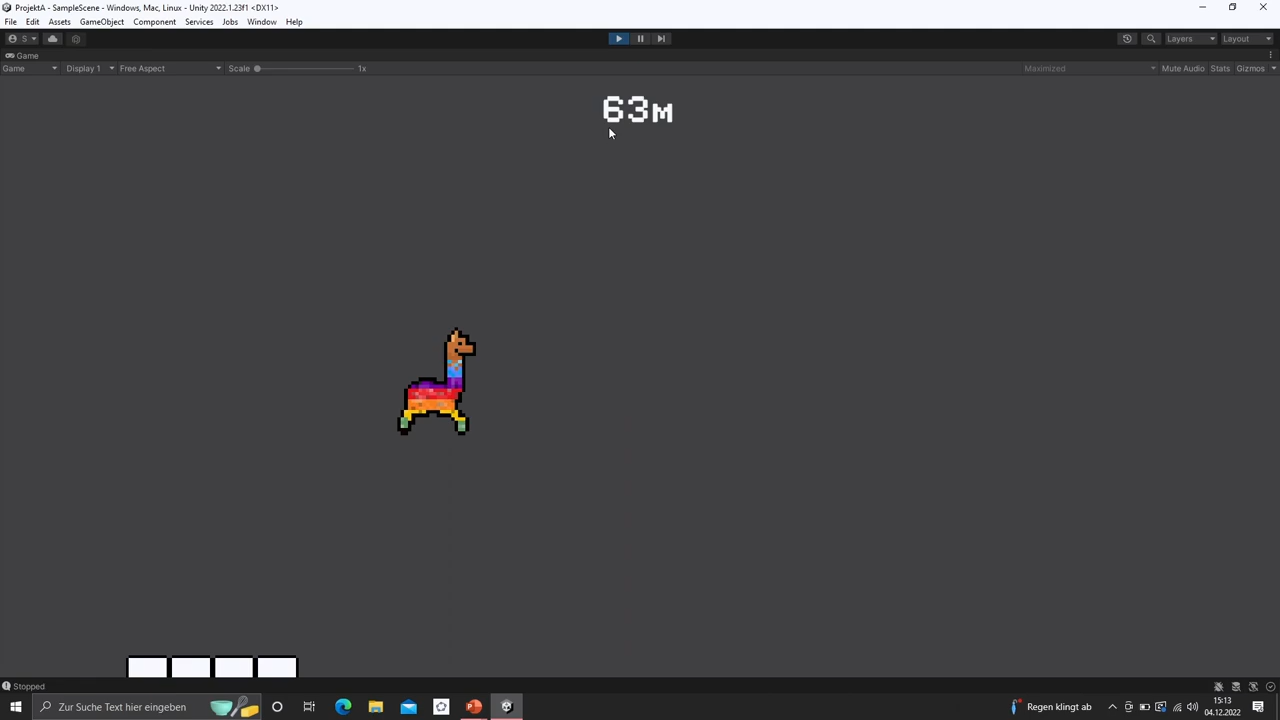 ProjektA - SampleScene - Windows, Mac, Linux - Unity 2022.1.23f1 <DX11>
File Edit Assets GameObject Component Services Jobs Window Help
S Layers Layout
Game
Game Display 1 Free Aspect Scale 1x Maximized Mute Audio Stats Gizmos
63M
Stopped
Zur Suche Text hier eingeben Regen klingt ab 15:13
04.12.2022